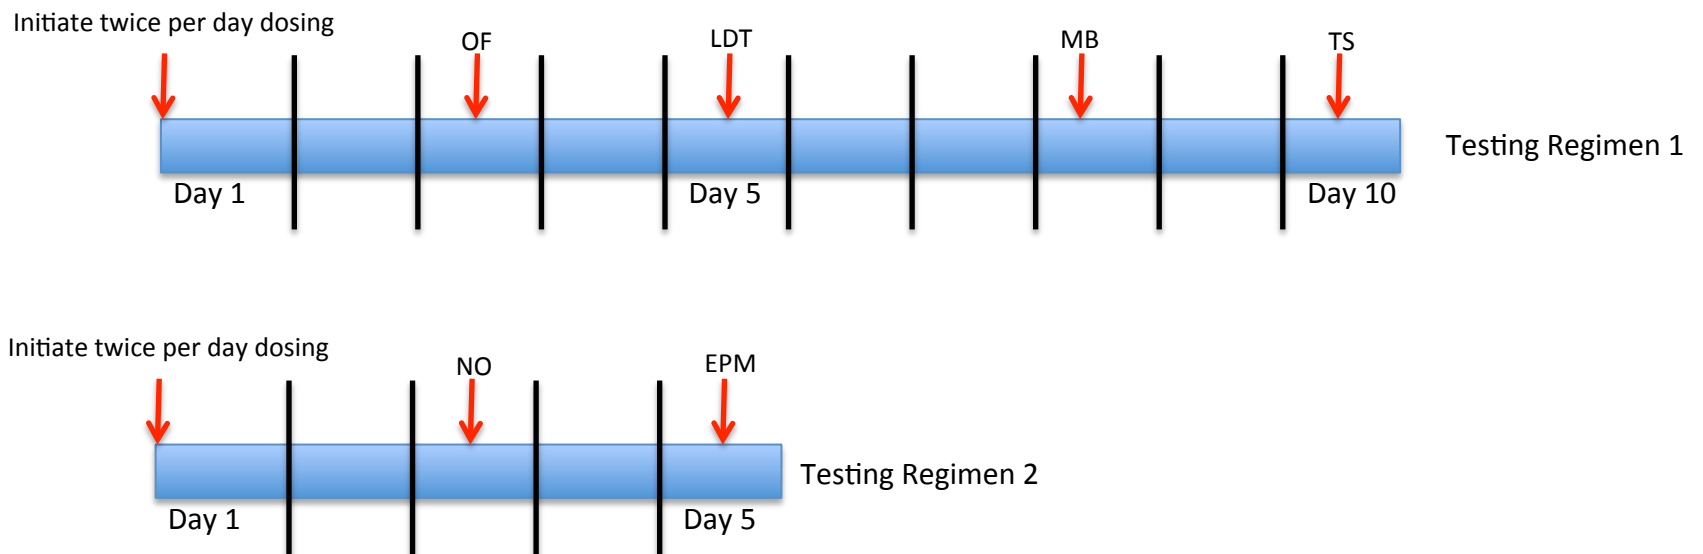 Initiate twice per day dosing
OF
LDT
MB
TS
Testing Regimen 1
Day 1
Day 5
Day 10
Initiate twice per day dosing
NO
EPM
Testing Regimen 2
Day 1
Day 5